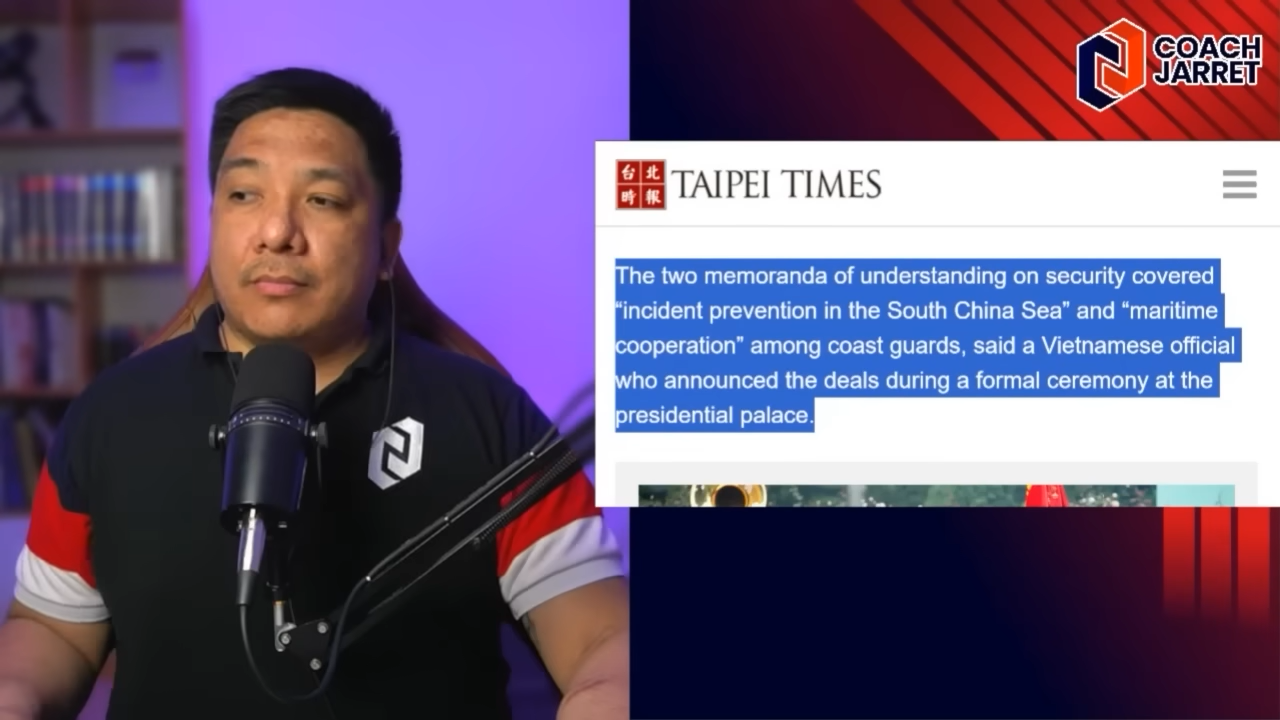 COACH
JARRET
台北
時報
TAIPEI TIMES
The two memoranda of understanding on security covered
“incident prevention in the South China Sea” and “maritime
cooperation” among coast guards, said a Vietnamese official
who announced the deals during a formal ceremony at the
presidential palace.